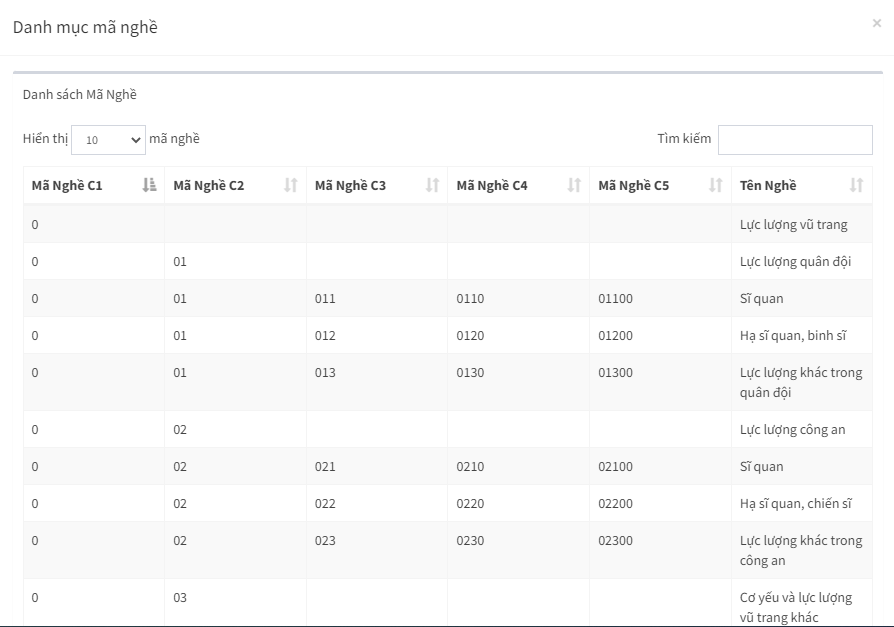 Danh mục mã nghề ×
Danh sách Mã Nghề
Hiển thị 10 mã nghề Tìm kiếm
Mã Nghề C1 Mã Nghề C2 Mã Nghề C3 Mã Nghề C4 Mã Nghề C5 Tên Nghề
0 Lực lượng vũ trang
0 01 Lực lượng quân đội
0 01 011 0110 01100 Sĩ quan
0 01 012 0120 01200 Hạ sĩ quan, binh sĩ
0 01 013 0130 01300 Lực lượng khác trong
quân đội
0 02 Lực lượng công an
0 02 021 0210 02100 Sĩ quan
0 02 022 0220 02200 Hạ sĩ quan, chiến sĩ
0 02 023 0230 02300 Lực lượng khác trong
công an
0 03 Cơ yếu và lực lượng
vũ trang khác